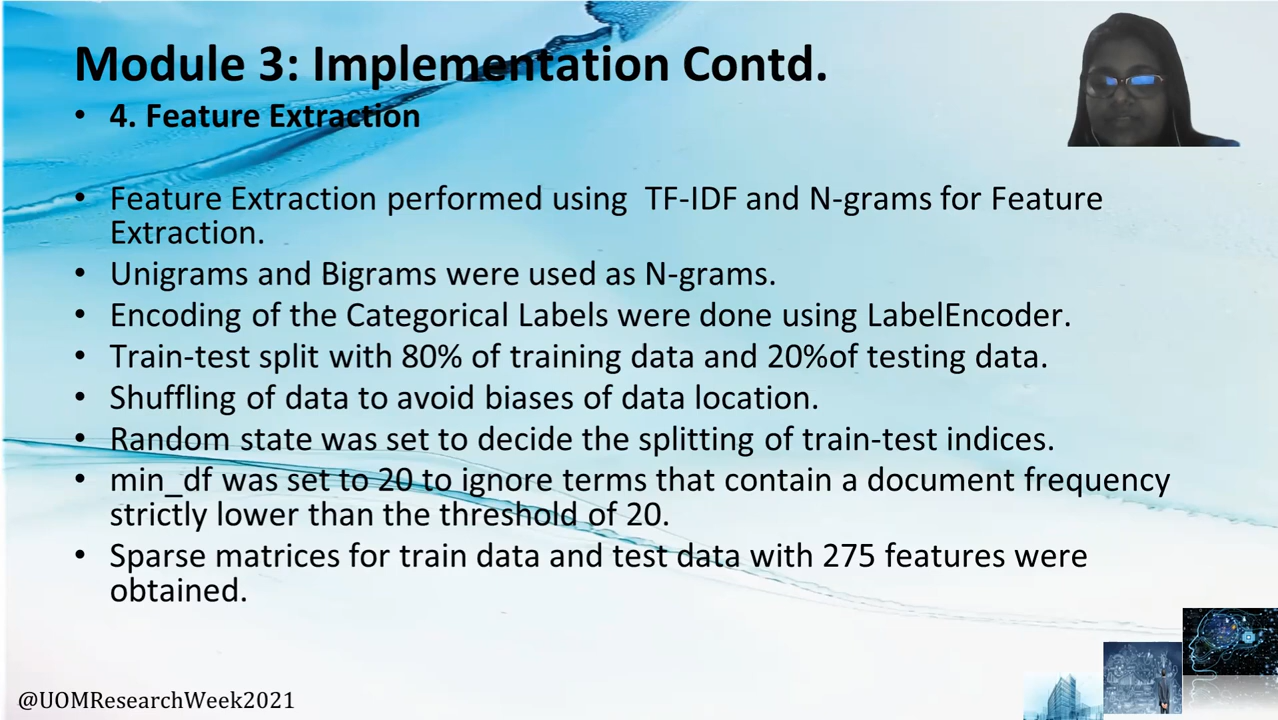 Module 3: Implementation Contd.
• 4. Feature Extraction
• Feature Extraction performed using  TF-IDF and N-grams for Feature
Extraction.
• Unigrams and Bigrams were used as N-grams.
• Encoding of the Categorical Labels were done using LabelEncoder.
• Train-test split with 80% of training data and 20%of testing data.
• Shuffling of data to avoid biases of data location.
• Random state was set to decide the splitting of train-test indices.
• min_df was set to 20 to ignore terms that contain a document frequency
strictly lower than the threshold of 20.
• Sparse matrices for train data and test data with 275 features were
obtained.
@UOMResearchWeek2021